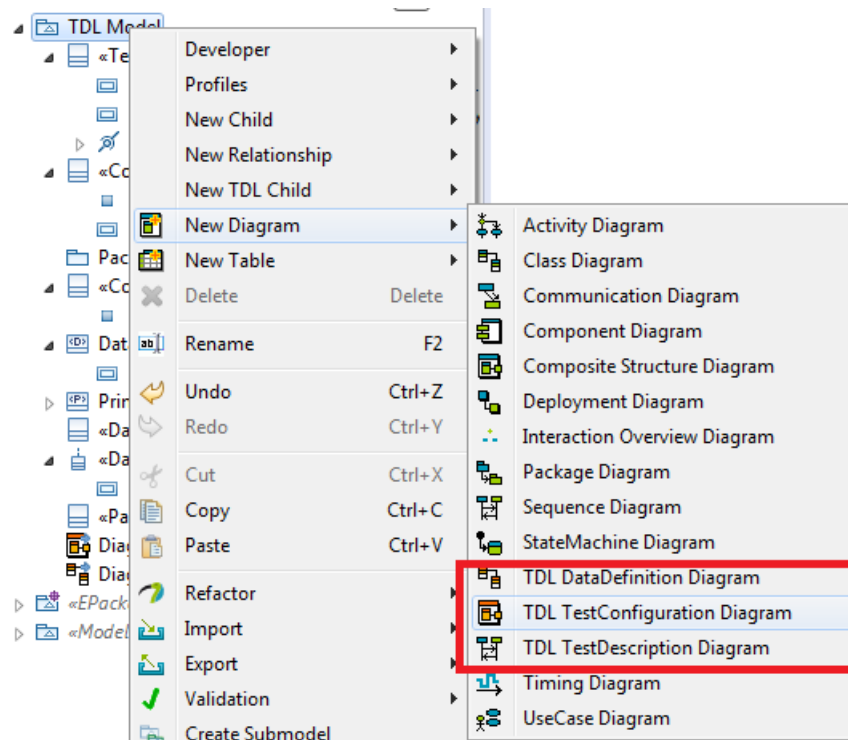 TDL Model
«Te
«Co
Pac
«Co
Dat
Prin
«Da
«Da
«Pa
Dia
Dia
«EPack
«Model
Developer
Profiles
New Child
New Relationship
New TDL Child
New Diagram
New Table
Delete Delete
Rename F2
Undo Ctrl+Z
Redo Ctrl+Y
Cut Ctrl+X
Copy Ctrl+C
Paste Ctrl+V
Refactor
Import
Export
Validation
Create Submodel
Activity Diagram
Class Diagram
Communication Diagram
Component Diagram
Composite Structure Diagram
Deployment Diagram
Interaction Overview Diagram
Package Diagram
Sequence Diagram
StateMachine Diagram
TDL DataDefinition Diagram
TDL TestConfiguration Diagram
TDL TestDescription Diagram
Timing Diagram
UseCase Diagram